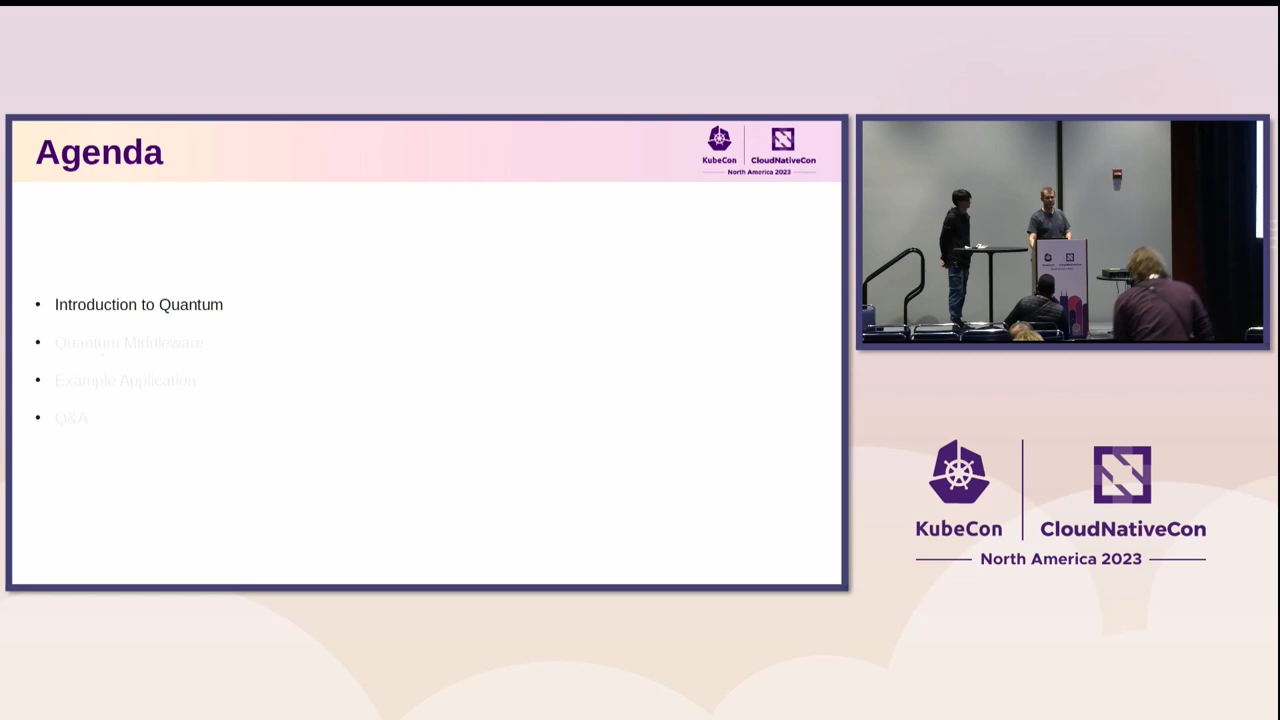 Agenda
KubeCon
CloudNativeCon
North America 2023
• Introduction to Quantum
• Quantum Middleware
• Example Application
• Q&A
KubeCon
CloudNativeCon
North America 2023